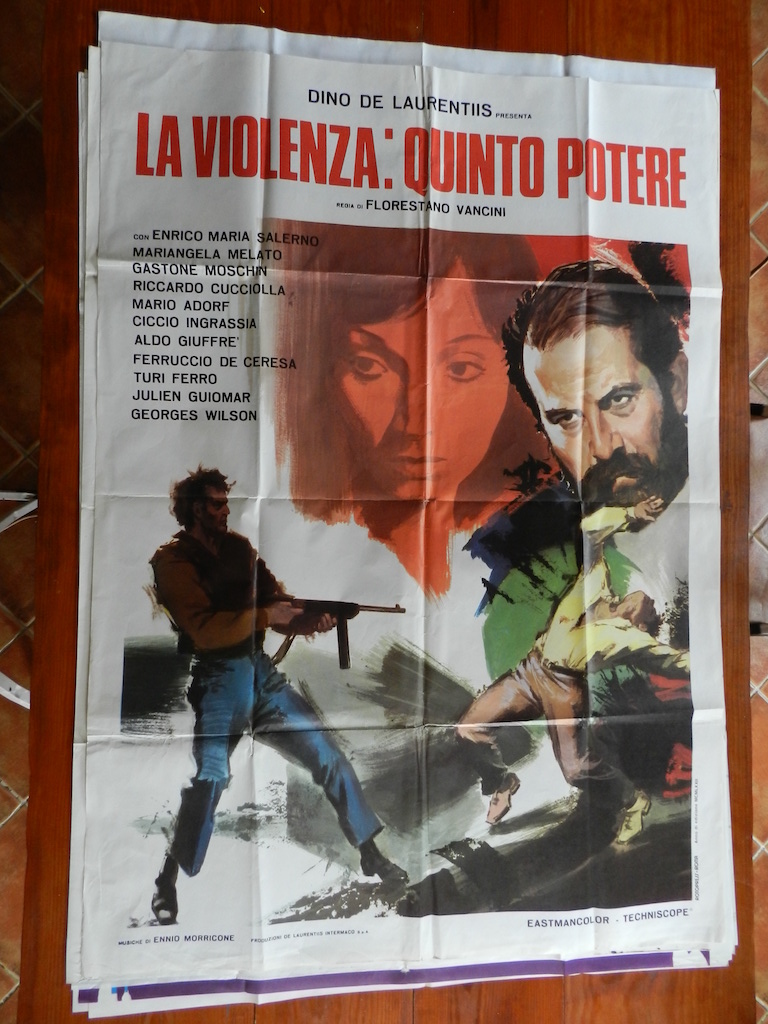 DINO DE LAURENTIIS PRESENTA
LA VIOLENZA: QUINTO POTERE
REGIA DI FLORESTANO VANCINI
CON ENRICO MARIA SALERNO
MARIANGELA MELATO
GASTONE MOSCHIN
RICCARDO CUCCIOLLA
MARIO ADORF
CICCIO INGRASSIA
ALDO GIUFFRE'
FERRUCCIO DE CERESA
TURI FERRO
JULIEN GUIOMAR
GEORGES WILSON
EASTMANCOLOR - TECHNISCOPE
MUSICHE DI ENNIO MORRICONE PRODUZIONI DE LAURENTIIS INTERMACO S.p.A.